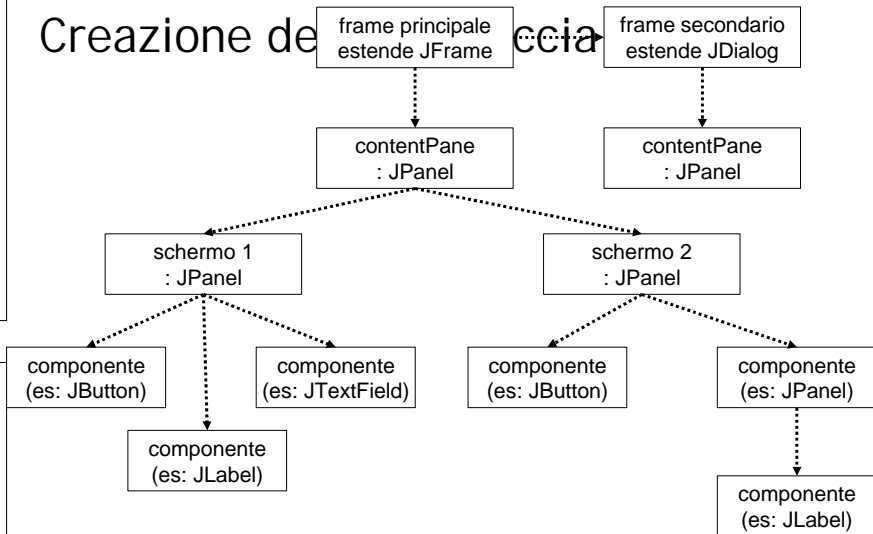 Creazione de ccia
frame principale
estende JFrame
frame secondario
estende JDialog
contentPane
: JPanel
contentPane
: JPanel
schermo 1
: JPanel
schermo 2
: JPanel
componente
(es: JButton)
componente
(es: JTextField)
componente
(es: JButton)
componente
(es: JPanel)
componente
(es: JLabel)
componente
(es: JLabel)